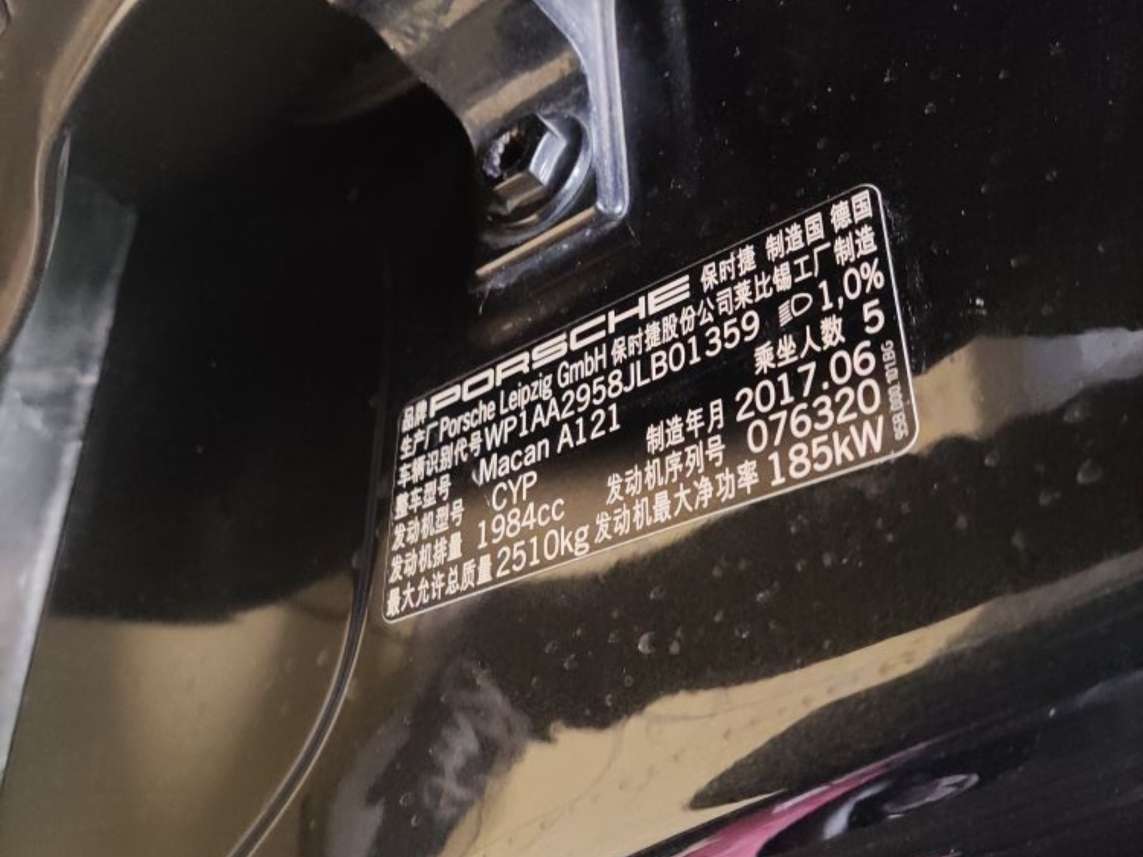 品牌 PORSCHE 保时捷 制造国 德国
生产厂 Porsche Leipzig GmbH 保时捷股份公司莱比锡工厂制造
车辆识别代号 WP1AA2958JLB01359 1,0%
整车型号 Macan A121 乘坐人数 5
发动机型号 CYP 制造年月 2017.06
发动机排量 1984cc 发动机序列号 076320
最大允许总质量 2510kg 发动机最大净功率 185kW